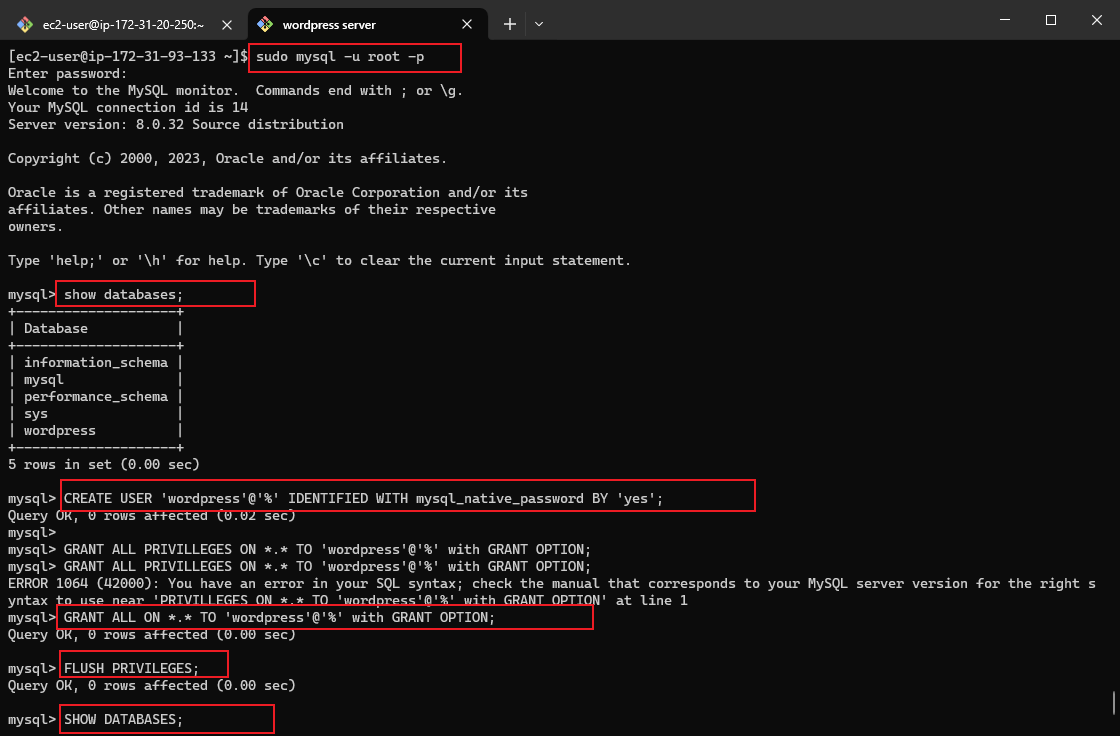 ec2-user@ip-172-31-20-250:~
wordpress server
[ec2-user@ip-172-31-93-133 ~]$ sudo mysql -u root -p
Enter password:
Welcome to the MySQL monitor.  Commands end with ; or \g.
Your MySQL connection id is 14
Server version: 8.0.32 Source distribution
Copyright (c) 2000, 2023, Oracle and/or its affiliates.
Oracle is a registered trademark of Oracle Corporation and/or its
affiliates. Other names may be trademarks of their respective
owners.
Type 'help;' or '\h' for help. Type '\c' to clear the current input statement.
mysql> show databases;
+--------------------+
| Database           |
+--------------------+
| information_schema |
| mysql              |
| performance_schema |
| sys                |
| wordpress          |
+--------------------+
5 rows in set (0.00 sec)
mysql> CREATE USER 'wordpress'@'%' IDENTIFIED WITH mysql_native_password BY 'yes';
Query OK, 0 rows affected (0.02 sec)
mysql>
mysql> GRANT ALL PRIVILLEGES ON *.* TO 'wordpress'@'%' with GRANT OPTION;
mysql> GRANT ALL PRIVILLEGES ON *.* TO 'wordpress'@'%' with GRANT OPTION;
ERROR 1064 (42000): You have an error in your SQL syntax; check the manual that corresponds to your MySQL server version for the right s
yntax to use near 'PRIVILLEGES ON *.* TO 'wordpress'@'%' with GRANT OPTION' at line 1
mysql> GRANT ALL ON *.* TO 'wordpress'@'%' with GRANT OPTION;
Query OK, 0 rows affected (0.00 sec)
mysql> FLUSH PRIVILEGES;
Query OK, 0 rows affected (0.00 sec)
mysql> SHOW DATABASES;